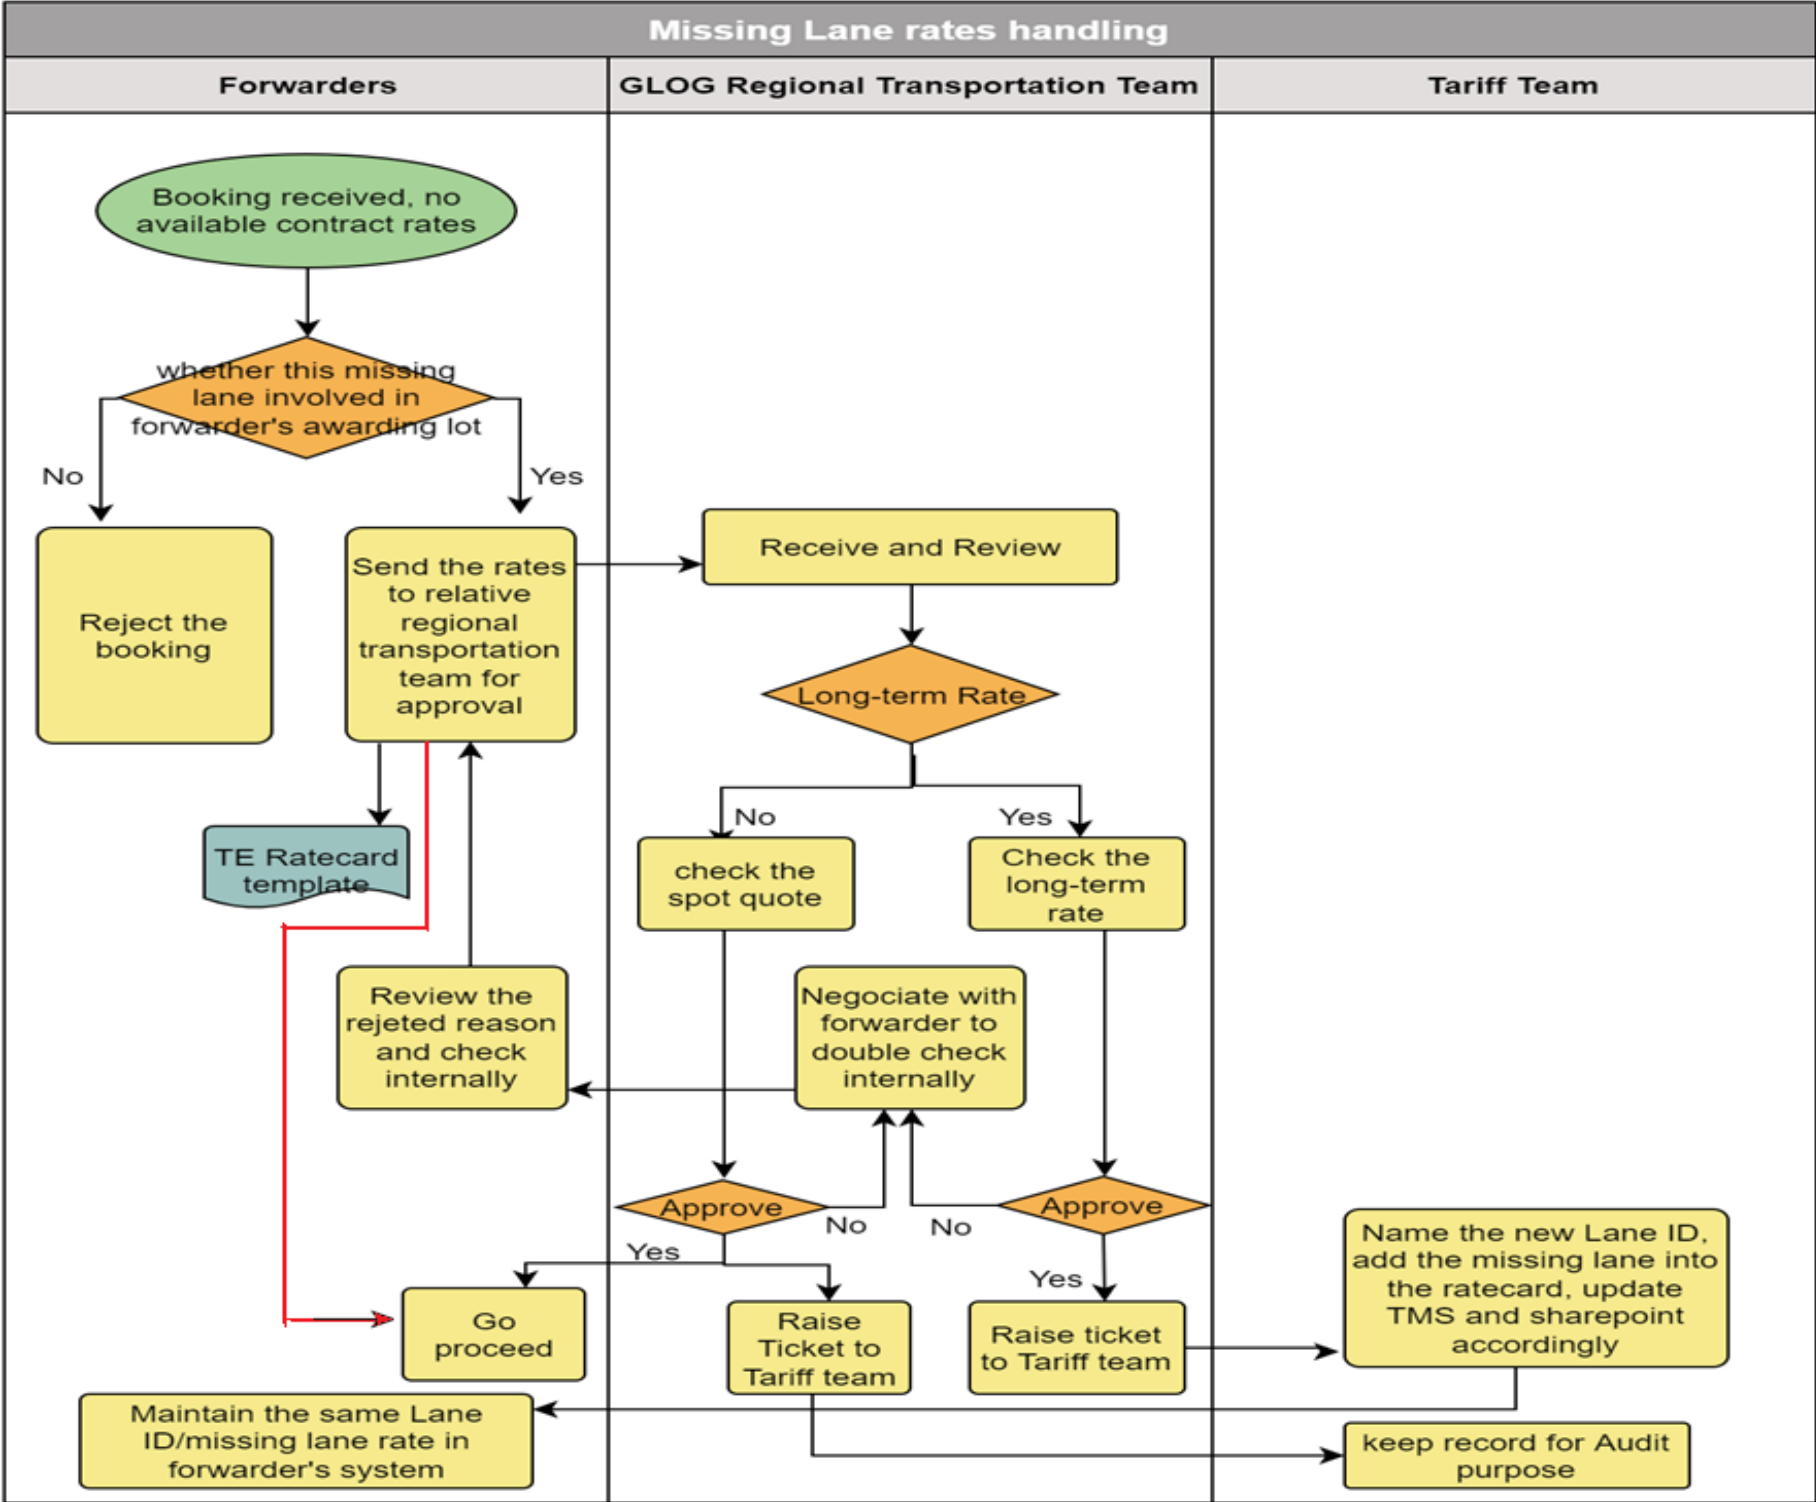 Missing Lane rates handling
Forwarders
GLOG Regional Transportation Team
Tariff Team
Booking received, no
available contract rates
whether this missing
lane involved in
forwarder's awarding lot
No
Yes
Reject the
booking
Send the rates
to relative
regional
transportation
team for
approval
Receive and Review
Long-term Rate
No
Yes
TE Ratecard
template
check the
spot quote
Check the
long-term
rate
Review the
rejeted reason
and check
internally
Negociate with
forwarder to
double check
internally
Approve
No
No
Approve
Yes
Yes
Go
proceed
Raise
Ticket to
Tariff team
Raise ticket
to Tariff team
Name the new Lane ID,
add the missing lane into
the ratecard, update
TMS and sharepoint
accordingly
Maintain the same Lane
ID/missing lane rate in
forwarder's system
keep record for Audit
purpose